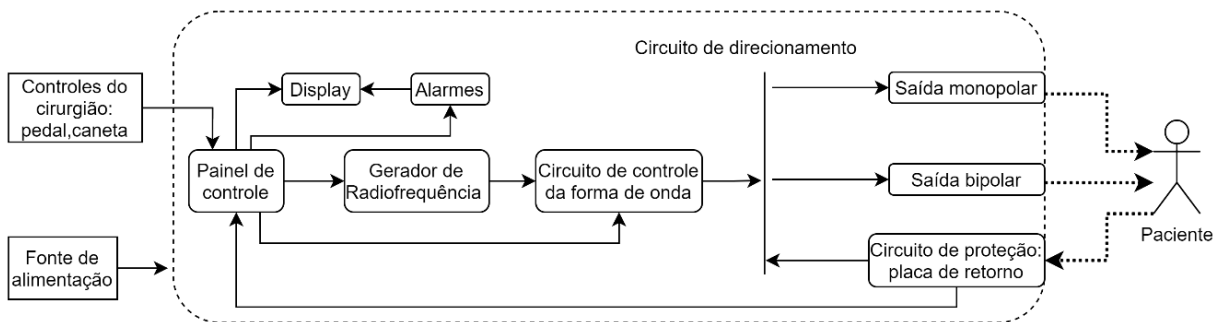 Circuito de direcionamento
Controles do
cirurgião:
pedal,caneta
Display
Alarmes
Saída monopolar
Painel de
controle
Gerador de
Radiofrequência
Circuito de controle
da forma de onda
Saída bipolar
Paciente
Fonte de
alimentação
Circuito de proteção:
placa de retorno